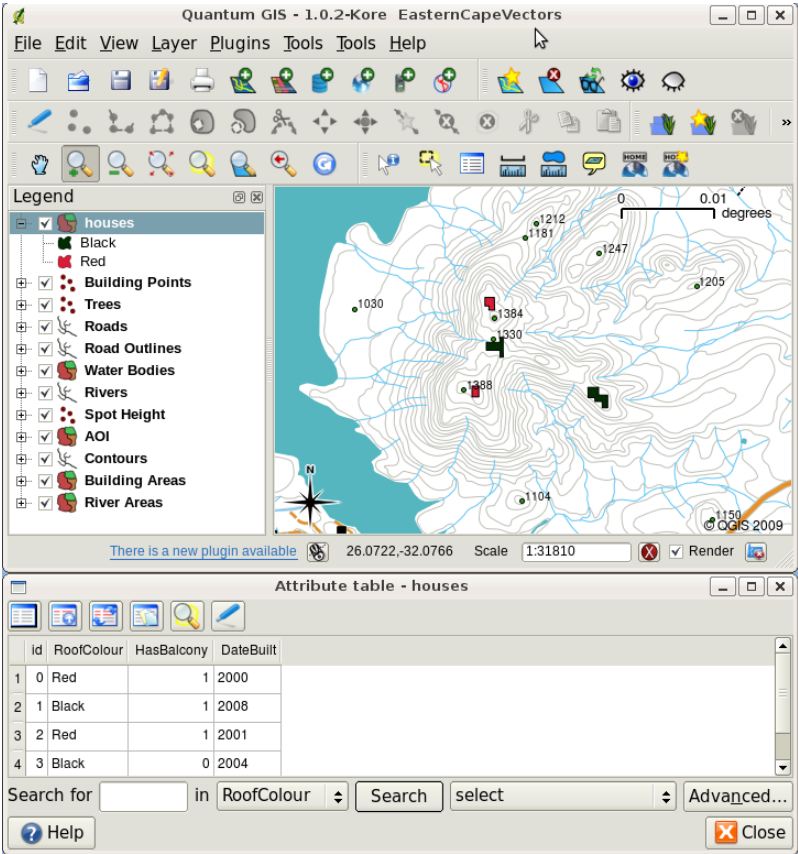 Quantum GIS - 1.0.2-Kore EasternCapeVectors
File Edit View Layer Plugins Tools Tools Help
»
HOME HOME
Legend
houses
Black
Red
Building Points
Trees
Roads
Road Outlines
Water Bodies
Rivers
Spot Height
AOI
Contours
Building Areas
River Areas
0 0.01
degrees
1212
1181
1247
1205
1030
1384
1330
1388
1104
1150
N
© QGIS 2009
There is a new plugin available 26.0722,-32.0766 Scale 1:31810 Render
Attribute table - houses
id RoofColour HasBalcony DateBuilt
1 0 Red 1 2000
2 1 Black 1 2008
3 2 Red 1 2001
4 3 Black 0 2004
Search for in RoofColour Search select Advanced...
Help Close